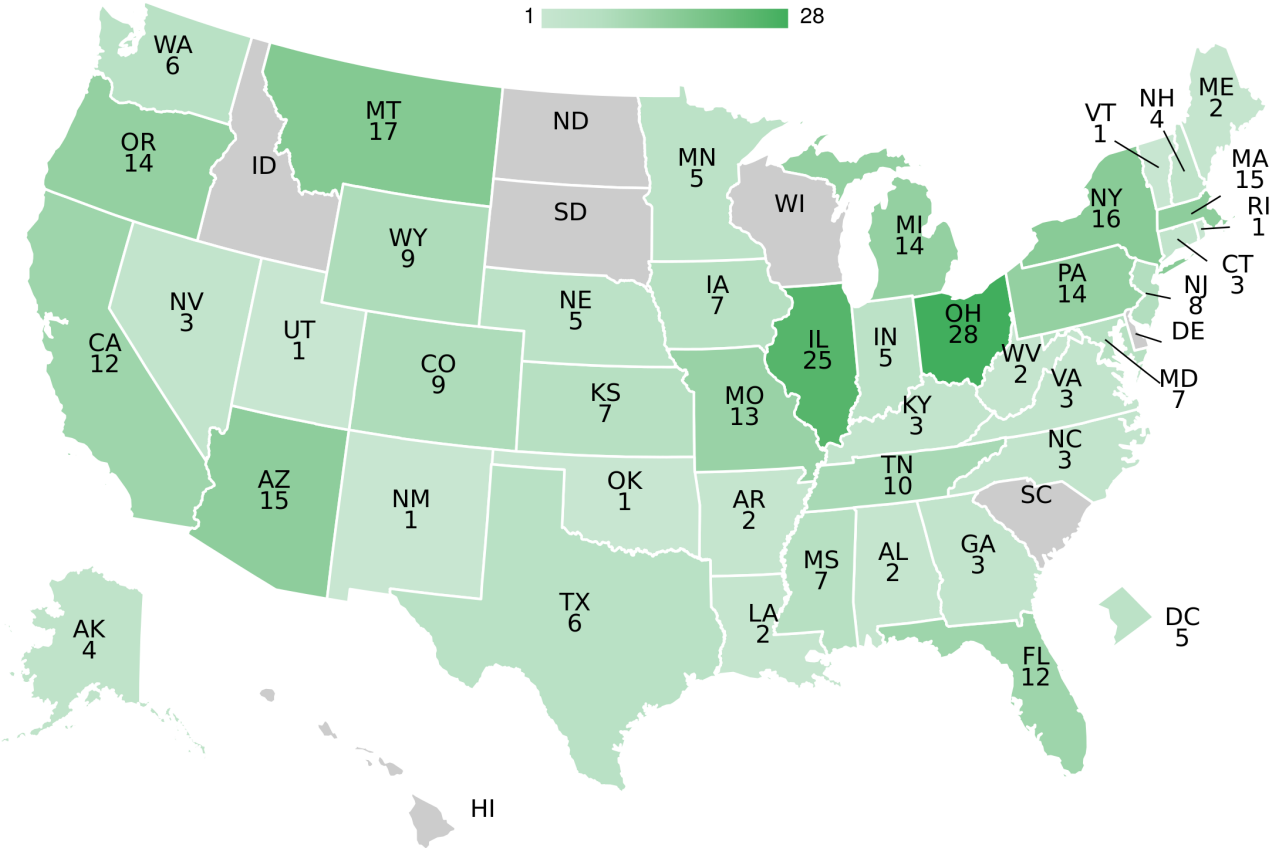 1 28
WA
6
MT
17
ND
ME
2
VT
1
NH
4
OR
14
ID
MN
5
MA
15
SD
WI
NY
16
RI
1
MI
14
WY
9
CT
3
PA
14
IA
7
NJ
8
NE
5
NV
3
UT
1
OH
28
DE
CA
12
IL
25
IN
5
WV
2
CO
9
VA
3
MD
7
KS
7
MO
13
KY
3
NC
3
TN
10
AZ
15
OK
1
NM
1
AR
2
SC
GA
3
AL
2
MS
7
TX
6
LA
2
DC
5
AK
4
FL
12
HI